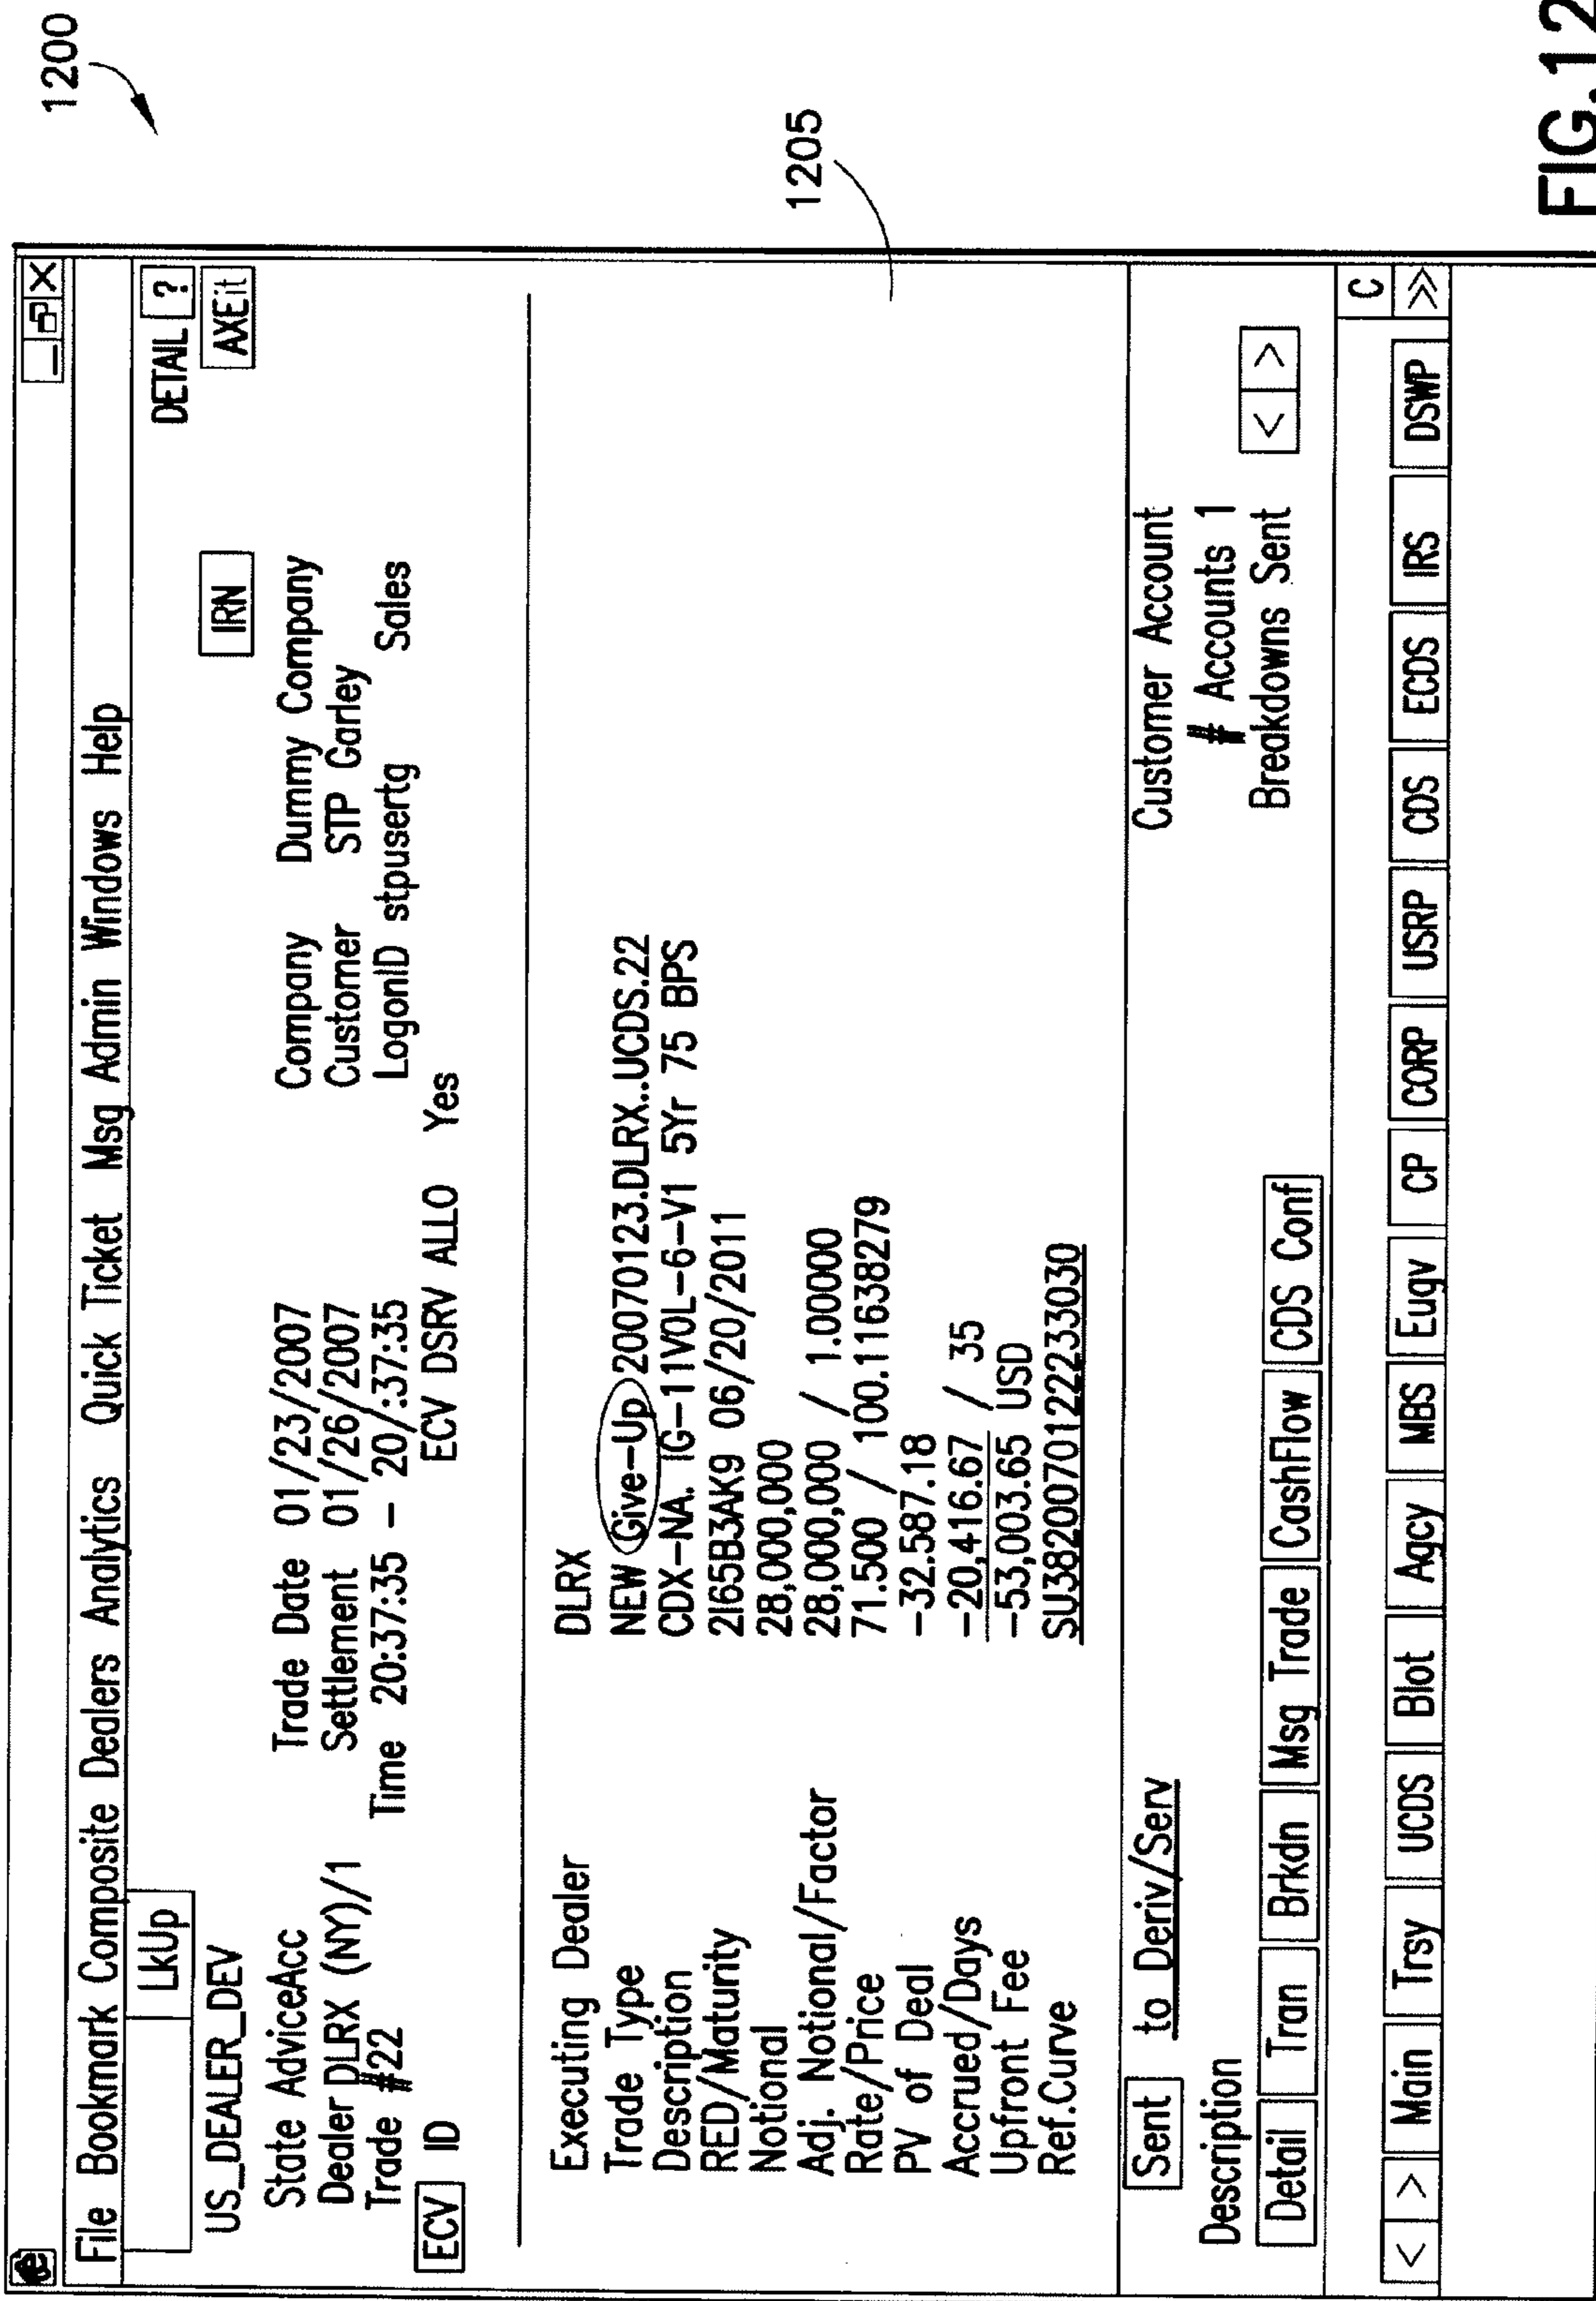 1200
File Bookmark Composite Dealers Analytics Quick Ticket Msg Admin Windows Help
LkUp DETAIL ?
US_DEALER_DEV IRN AXEit
State AdviceAcc Trade Date 01/23/2007 Company Dummy Company
Dealer DLRX (NY)/1 Settlement 01/26/2007 Customer STP Garley
Trade #22 Time 20:37:35 – 20/:37:35 LogonID stpusertg Sales
ECV ID ECV DSRV ALLO Yes
Executing Dealer DLRX
Trade Type NEW Give–Up 20070123.DLRX..UCDS.22
Description CDX–NA. IG–11VOL–6–V1 5Yr 75 BPS
RED/Maturity 2I65B3AK9 06/20/2011
Notional 28,000,000
Adj. Notional/Factor 28,000,000 / 1.00000
Rate/Price 71.500 / 100.11638279
PV of Deal –32.587.18
Accrued/Days –20,416.67 / 35
Upfront Fee –53,003.65 USD
Ref.Curve SU382007012223​3030
1205
Sent to Deriv/Serv Customer Account
# Accounts 1
Description Breakdowns Sent < >
Detail Tran Brkdn Msg Trade CashFlow CDS Conf
C
< > Main Trsy UCDS Blot Agcy MBS Eugv CP CORP USRP CDS ECDS IRS DSWP >>
FIG.12